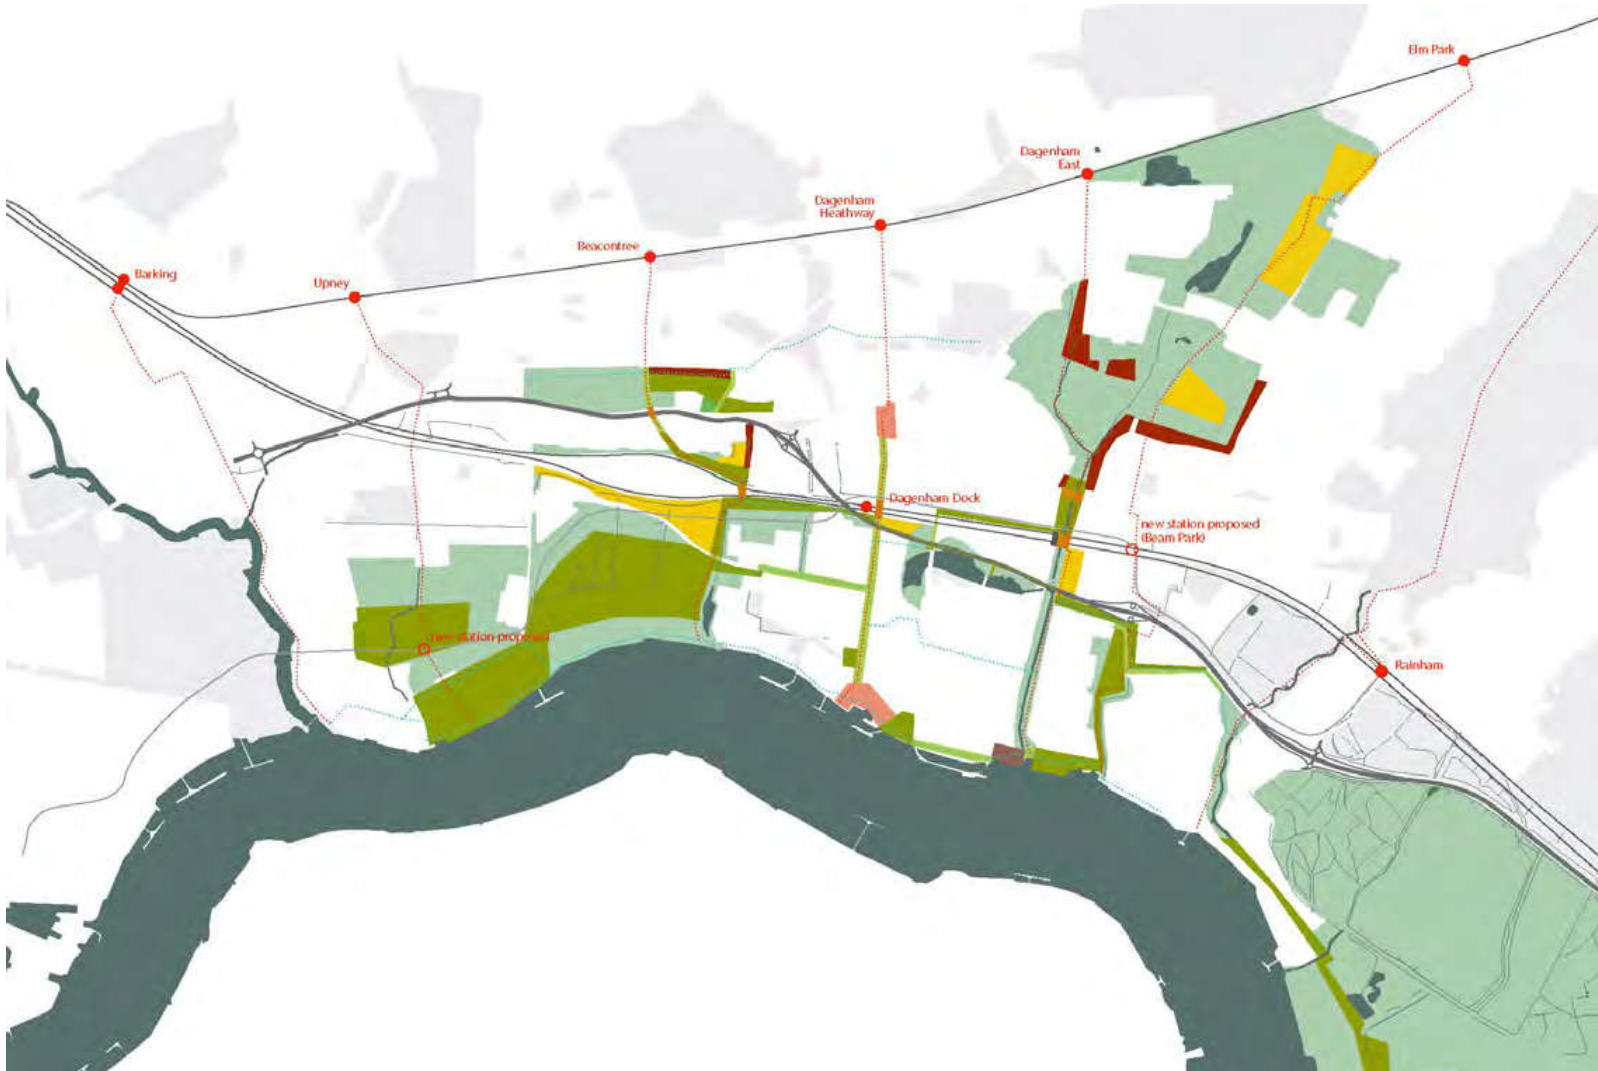 Elm Park
Dagenham
East
Dagenham
Heathway
Beacontree
Barking
Upney
Dagenham Dock
new station proposed
(Beam Park)
new station proposed
Rainham